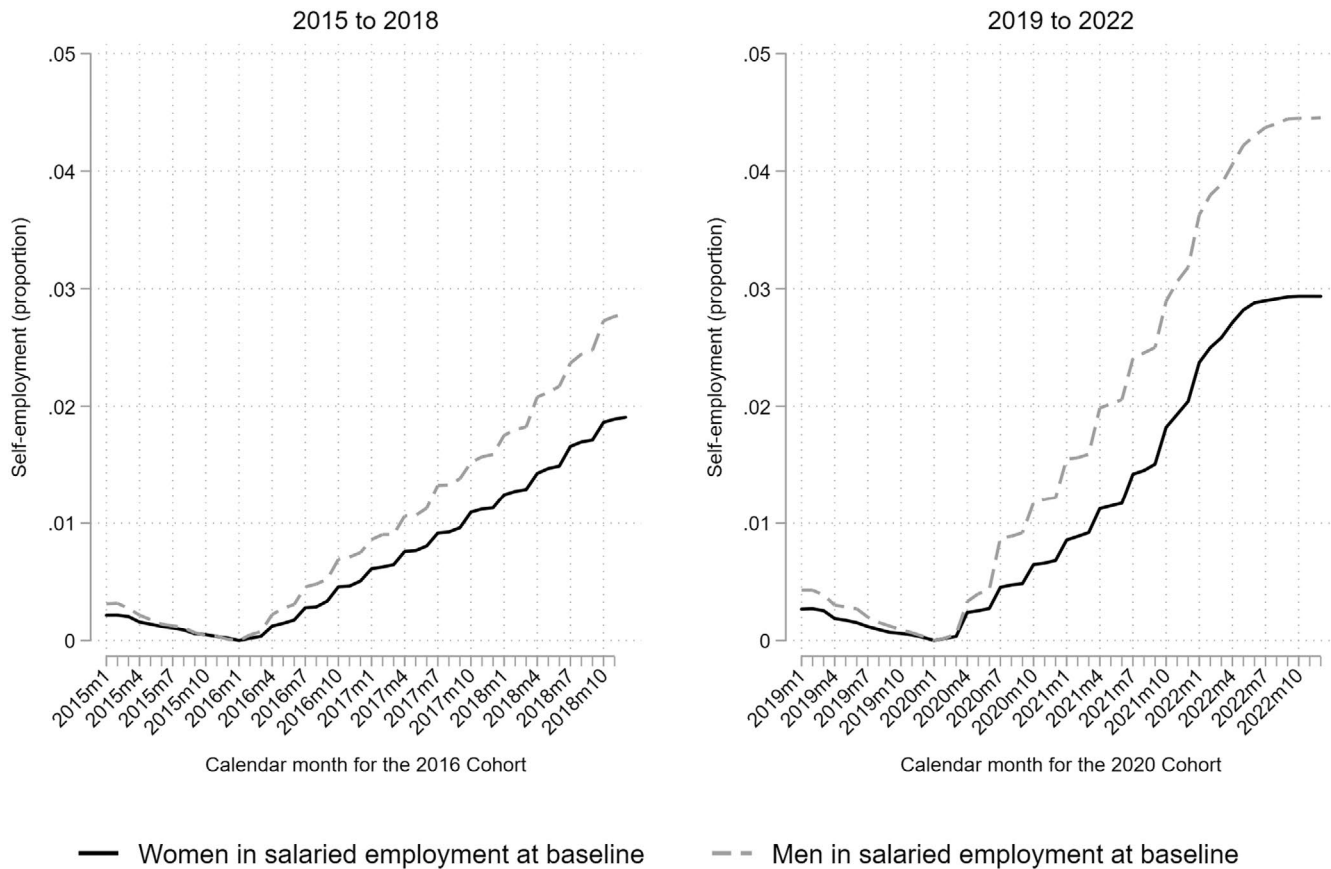 2015 to 2018
.05
.04
.03
.02
.01
0
Self-employment (proportion)
2015m1
2015m4
2015m7
2015m10
2016m1
2016m4
2016m7
2016m10
2017m1
2017m4
2017m7
2017m10
2018m1
2018m4
2018m7
2018m10
Calendar month for the 2016 Cohort
2019 to 2022
.05
.04
.03
.02
.01
0
Self-employment (proportion)
2019m1
2019m4
2019m7
2019m10
2020m1
2020m4
2020m7
2020m10
2021m1
2021m4
2021m7
2021m10
2022m1
2022m4
2022m7
2022m10
Calendar month for the 2020 Cohort
Women in salaried employment at baseline
Men in salaried employment at baseline